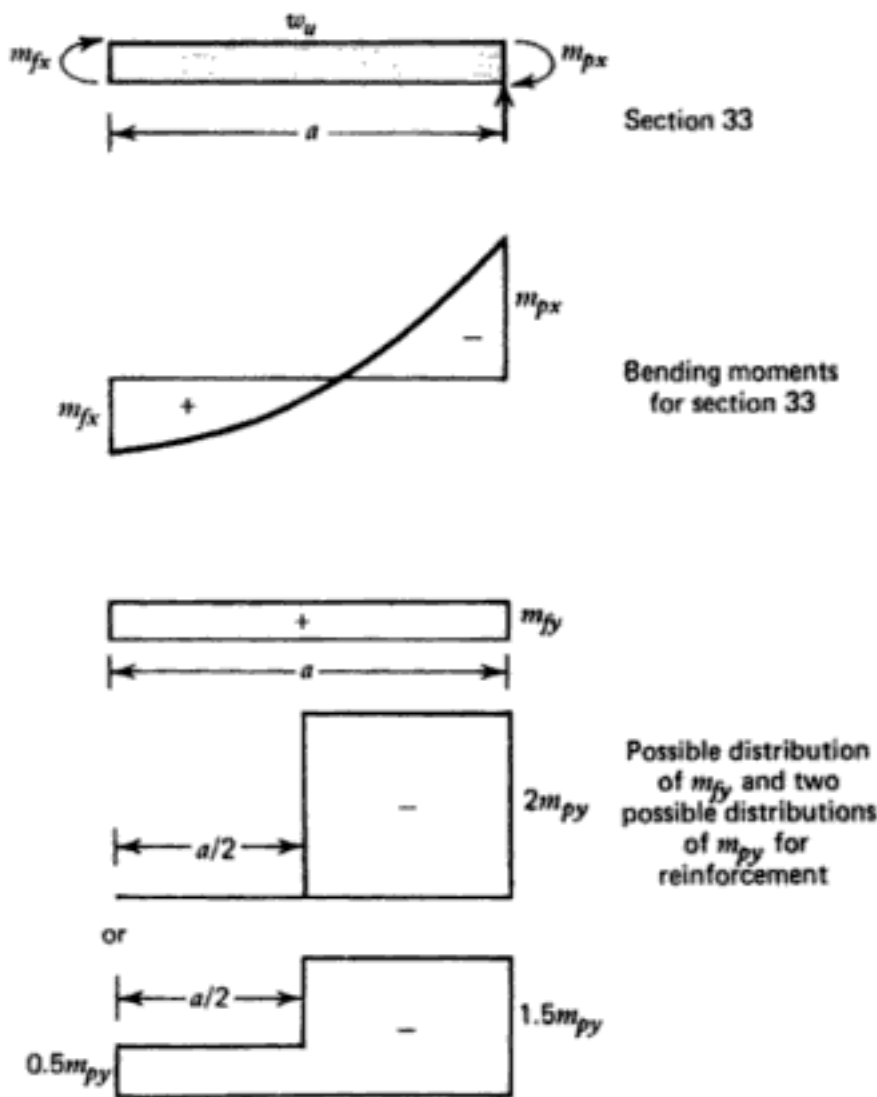 w_u
m_fx
m_px
a
Section 33
m_px
−
Bending moments
for section 33
m_fx
+
+
m_fy
a
Possible distribution
of m_fy and two
possible distributions
of m_py for
reinforcement
−
2m_py
a/2
or
a/2
−
1.5m_py
0.5m_py